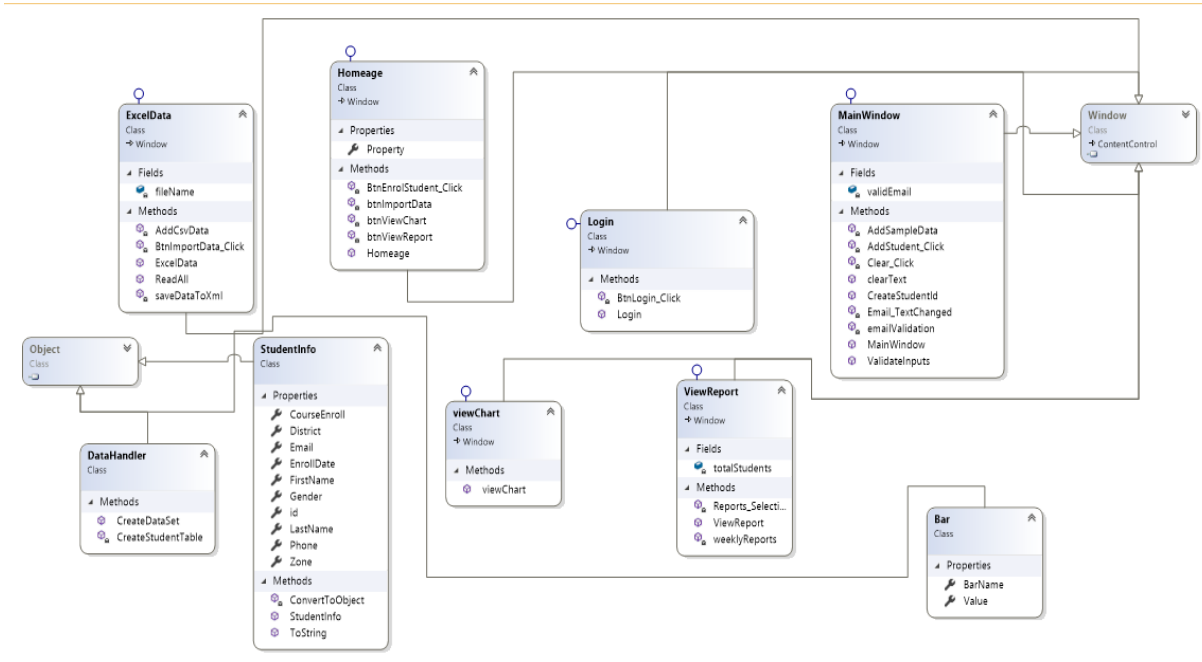 Homeage
Class
Window
Properties
Property
Methods
BtnEnrolStudent_Click
btnImportData
btnViewChart
btnViewReport
Homeage
ExcelData
Class
Window
Fields
fileName
Methods
AddCsvData
BtnImportData_Click
ExcelData
ReadAll
saveDataToXml
MainWindow
Class
Window
Fields
validEmail
Methods
AddSampleData
AddStudent_Click
Clear_Click
clearText
CreateStudentId
Email_TextChanged
emailValidation
MainWindow
ValidateInputs
Window
Class
ContentControl
Login
Class
Window
Methods
BtnLogin_Click
Login
Object
Class
StudentInfo
Class
Properties
CourseEnroll
District
Email
EnrollDate
FirstName
Gender
id
LastName
Phone
Zone
Methods
ConvertToObject
StudentInfo
ToString
DataHandler
Class
Methods
CreateDataSet
CreateStudentTable
viewChart
Class
Window
Methods
viewChart
ViewReport
Class
Window
Fields
totalStudents
Methods
Reports_Selecti...
ViewReport
weeklyReports
Bar
Class
Properties
BarName
Value